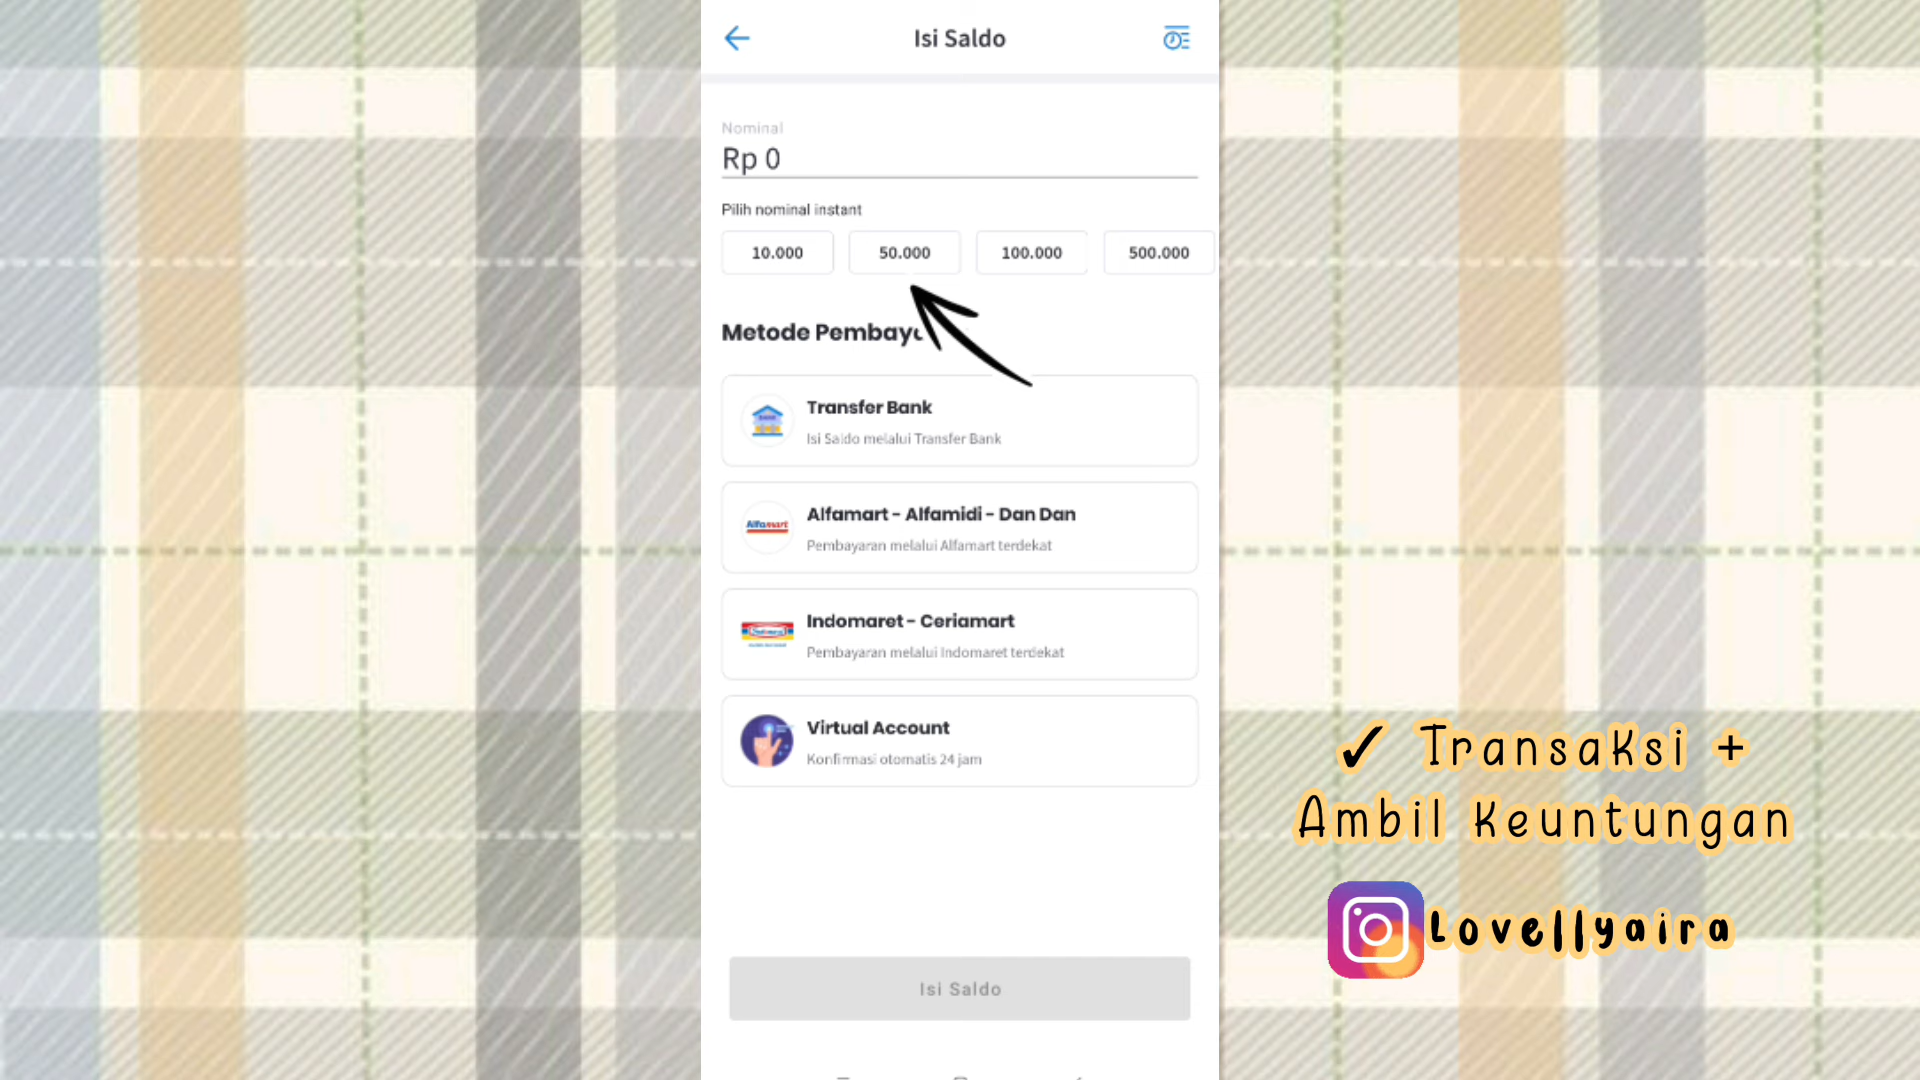 Isi Saldo
Nominal
Rp 0
Pilih nominal instant
10.000 50.000 100.000 500.000
Metode Pembaya
Transfer Bank
Isi Saldo melalui Transfer Bank
Alfamart
Alfamart - Alfamidi - Dan Dan
Pembayaran melalui Alfamart terdekat
Indomaret
Indomaret - Ceriamart
Pembayaran melalui Indomaret terdekat
Virtual Account
Konfirmasi otomatis 24 jam
Isi Saldo
✓ Transaksi +
Ambil Keuntungan
Lovellyaira